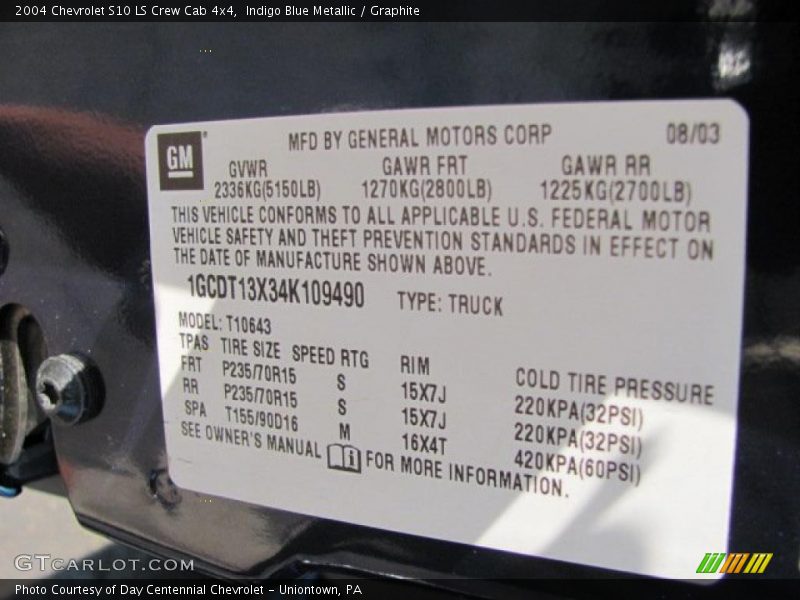 2004 Chevrolet S10 LS Crew Cab 4x4, Indigo Blue Metallic / Graphite
GM
MFD BY GENERAL MOTORS CORP 08/03
GVWR GAWR FRT GAWR RR
2336KG(5150LB) 1270KG(2800LB) 1225KG(2700LB)
THIS VEHICLE CONFORMS TO ALL APPLICABLE U.S. FEDERAL MOTOR
VEHICLE SAFETY AND THEFT PREVENTION STANDARDS IN EFFECT ON
THE DATE OF MANUFACTURE SHOWN ABOVE.
1GCDT13X34K109490 TYPE: TRUCK
MODEL: T10643
TPAS TIRE SIZE SPEED RTG RIM COLD TIRE PRESSURE
FRT P235/70R15 S 15X7J 220KPA(32PSI)
RR P235/70R15 S 15X7J 220KPA(32PSI)
SPA T155/90D16 M 16X4T 420KPA(60PSI)
SEE OWNER'S MANUAL i FOR MORE INFORMATION.
GTCARLOT.COM
Photo Courtesy of Day Centennial Chevrolet - Uniontown, PA